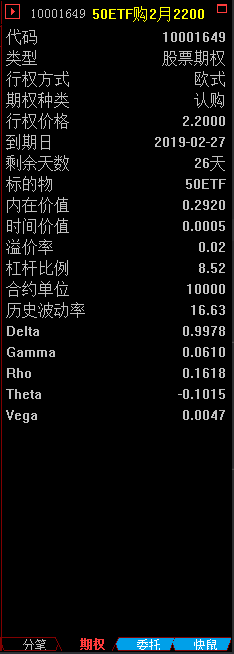 10001649 50ETF购2月2200
代码 10001649
类型 股票期权
行权方式 欧式
期权种类 认购
行权价格 2.2000
到期日 2019-02-27
剩余天数 26天
标的物 50ETF
内在价值 0.2920
时间价值 0.0005
溢价率 0.02
杠杆比例 8.52
合约单位 10000
历史波动率 16.63
Delta 0.9978
Gamma 0.0610
Rho 0.1618
Theta -0.1015
Vega 0.0047
分笔 期权 委托 快鼠